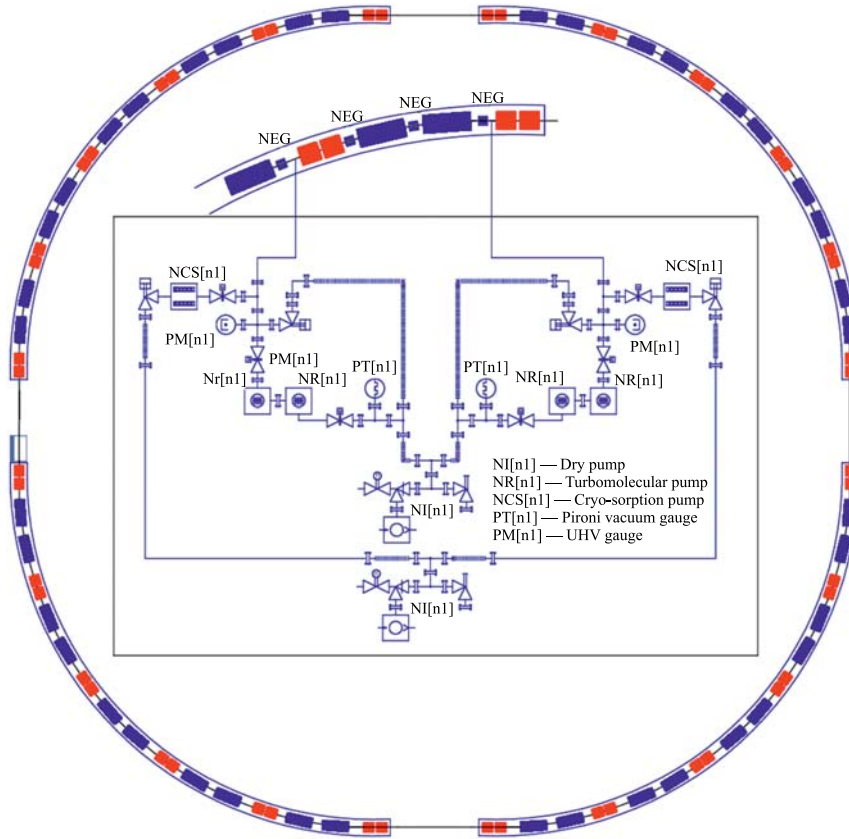 NEG
NEG
NEG
NEG
NCS[n1]
NCS[n1]
PM[n1]
PM[n1]
PM[n1]
PT[n1]
PT[n1]
Nr[n1]
NR[n1]
NR[n1]
NR[n1]
NI[n1] — Dry pump
NR[n1] — Turbomolecular pump
NCS[n1] — Cryo-sorption pump
PT[n1] — Pironi vacuum gauge
PM[n1] — UHV gauge
NI[n1]
NI[n1]